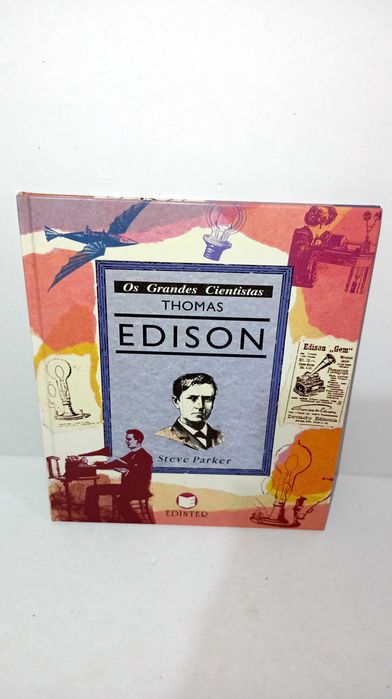 Os Grandes Cientistas
THOMAS
EDISON
Edison „Gem"
Steve Parker
EDINTER